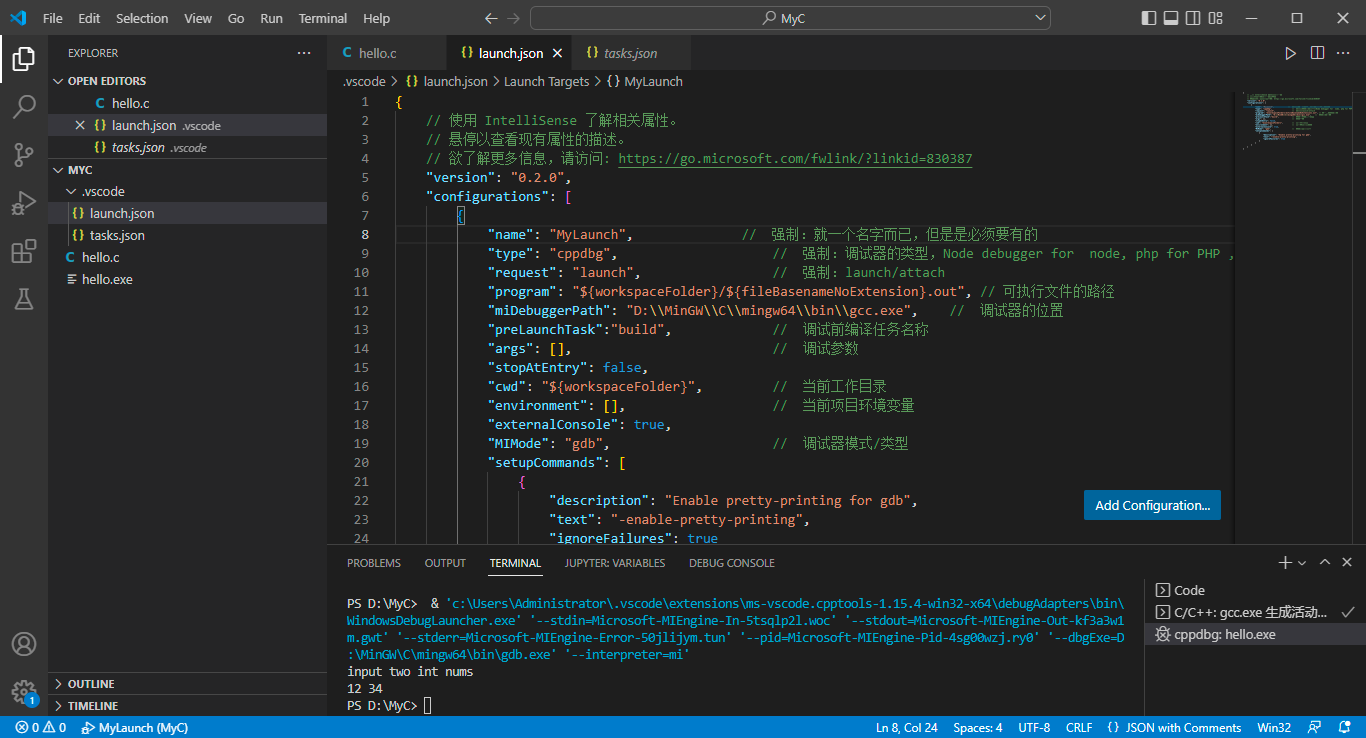 File Edit Selection View Go Run Terminal Help
MyC
EXPLORER
OPEN EDITORS
hello.c
launch.json .vscode
tasks.json .vscode
MYC
.vscode
launch.json
tasks.json
hello.c
hello.exe
OUTLINE
TIMELINE
1
hello.c
launch.json
tasks.json
.vscode > launch.json > Launch Targets > {} MyLaunch
1 {
2 // 使用 IntelliSense 了解相关属性。
3 // 悬停以查看现有属性的描述。
4 // 欲了解更多信息，请访问: https://go.microsoft.com/fwlink/?linkid=830387
5 "version": "0.2.0",
6 "configurations": [
7 {
8 "name": "MyLaunch", // 强制：就一个名字而已，但是是必须要有的
9 "type": "cppdbg", // 强制：调试器的类型，Node debugger for node, php for PHP ,
10 "request": "launch", // 强制：launch/attach
11 "program": "${workspaceFolder}/${fileBasenameNoExtension}.out", // 可执行文件的路径
12 "miDebuggerPath": "D:\\MinGW\\C\\mingw64\\bin\\gcc.exe", // 调试器的位置
13 "preLaunchTask":"build", // 调试前编译任务名称
14 "args": [], // 调试参数
15 "stopAtEntry": false,
16 "cwd": "${workspaceFolder}", // 当前工作目录
17 "environment": [], // 当前项目环境变量
18 "externalConsole": true,
19 "MIMode": "gdb", // 调试器模式/类型
20 "setupCommands": [
21 {
22 "description": "Enable pretty-printing for gdb",
23 "text": "-enable-pretty-printing",
24 "ignoreFailures": true
Add Configuration...
PROBLEMS OUTPUT TERMINAL JUPYTER: VARIABLES DEBUG CONSOLE
PS D:\MyC> & 'c:\Users\Administrator\.vscode\extensions\ms-vscode.cpptools-1.15.4-win32-x64\debugAdapters\bin\
WindowsDebugLauncher.exe' '--stdin=Microsoft-MIEngine-In-5tsqlp2l.woc' '--stdout=Microsoft-MIEngine-Out-kf3a3w1
m.gwt' '--stderr=Microsoft-MIEngine-Error-50jlijym.tun' '--pid=Microsoft-MIEngine-Pid-4sg00wzj.ry0' '--dbgExe=D
:\MinGW\C\mingw64\bin\gdb.exe' '--interpreter=mi'
input two int nums
12 34
PS D:\MyC>
Code
C/C++: gcc.exe 生成活动...
cppdbg: hello.exe
0 0 MyLaunch (MyC)
Ln 8, Col 24 Spaces: 4 UTF-8 CRLF {} JSON with Comments Win32